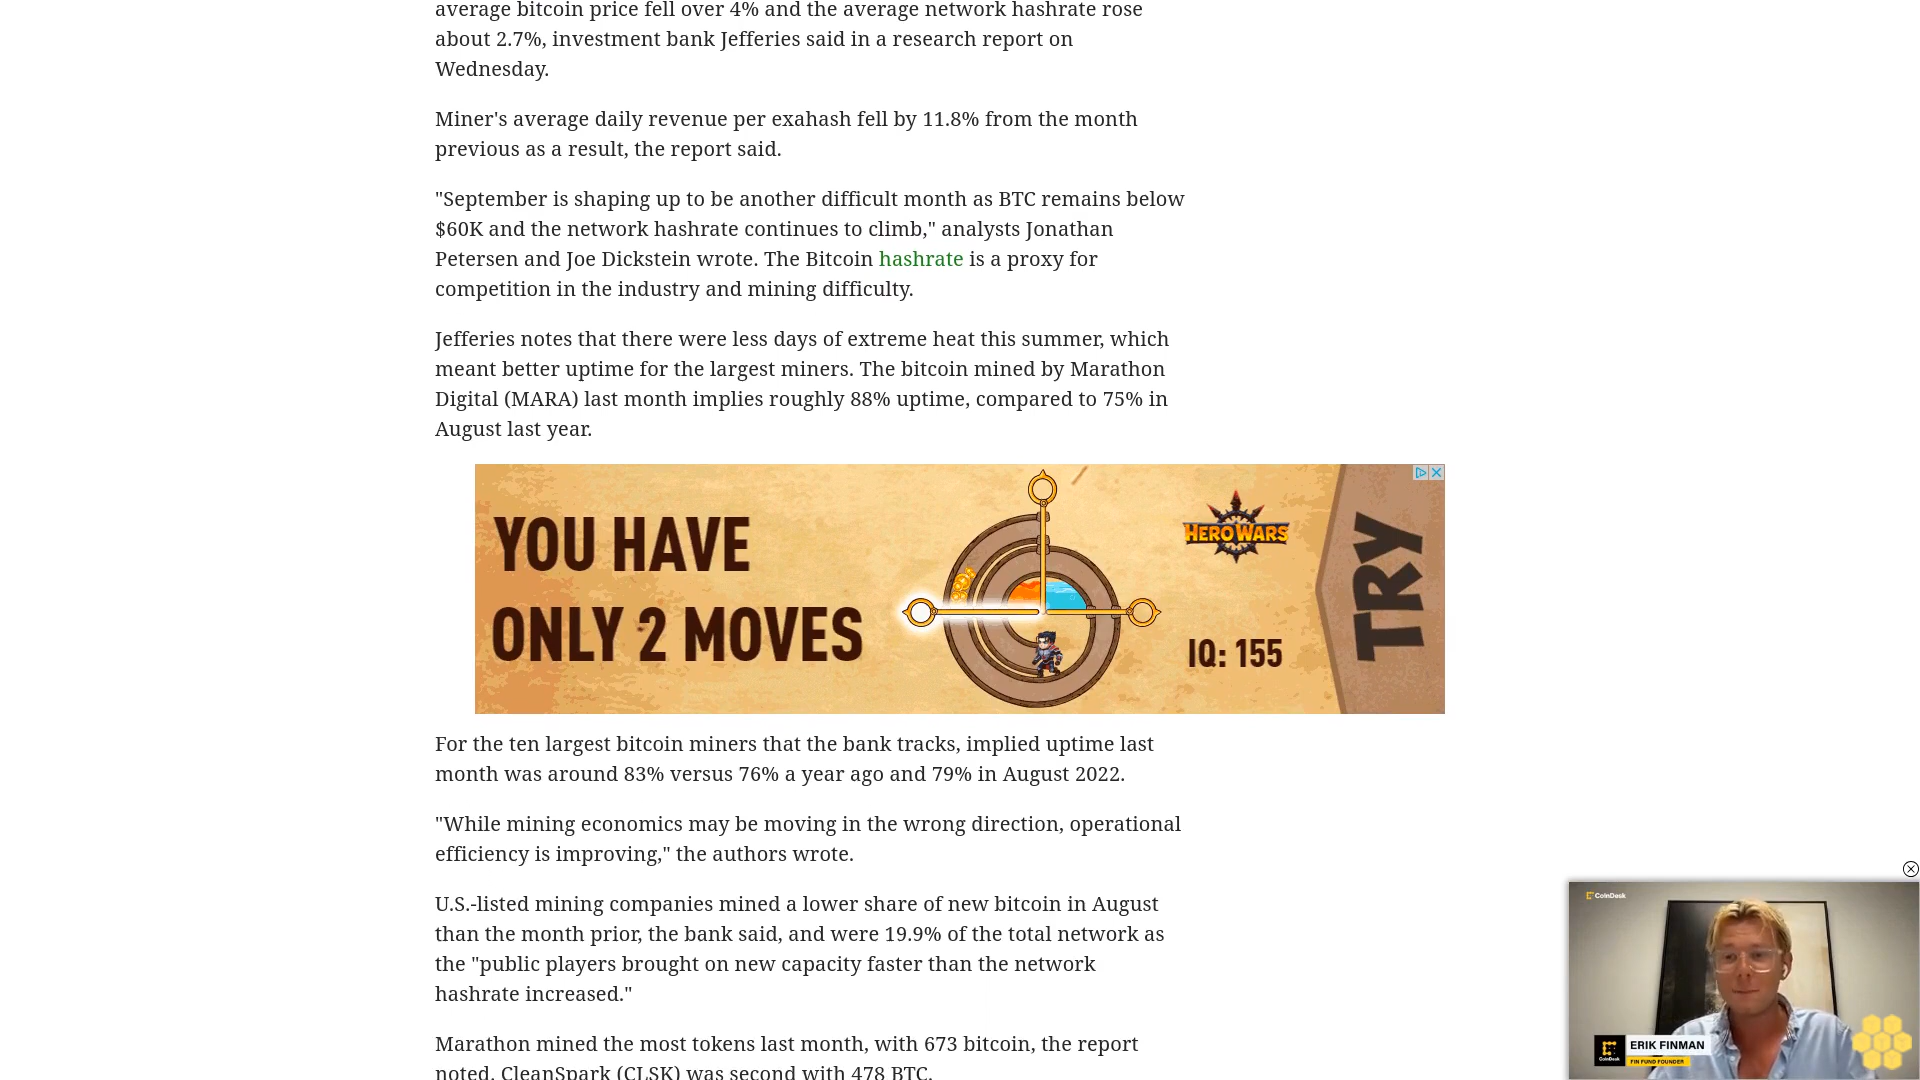 average bitcoin price fell over 4% and the average network hashrate rose
about 2.7%, investment bank Jefferies said in a research report on
Wednesday.
Miner's average daily revenue per exahash fell by 11.8% from the month
previous as a result, the report said.
"September is shaping up to be another difficult month as BTC remains below
$60K and the network hashrate continues to climb," analysts Jonathan
Petersen and Joe Dickstein wrote. The Bitcoin hashrate is a proxy for
competition in the industry and mining difficulty.
Jefferies notes that there were less days of extreme heat this summer, which
meant better uptime for the largest miners. The bitcoin mined by Marathon
Digital (MARA) last month implies roughly 88% uptime, compared to 75% in
August last year.
YOU HAVE
ONLY 2 MOVES
HERO WARS
IQ: 155
TRY
For the ten largest bitcoin miners that the bank tracks, implied uptime last
month was around 83% versus 76% a year ago and 79% in August 2022.
"While mining economics may be moving in the wrong direction, operational
efficiency is improving," the authors wrote.
U.S.-listed mining companies mined a lower share of new bitcoin in August
than the month prior, the bank said, and were 19.9% of the total network as
the "public players brought on new capacity faster than the network
hashrate increased."
Marathon mined the most tokens last month, with 673 bitcoin, the report
noted. CleanSpark (CLSK) was second with 478 BTC.
CoinDesk
CoinDesk
ERIK FINMAN
FIN FUND FOUNDER